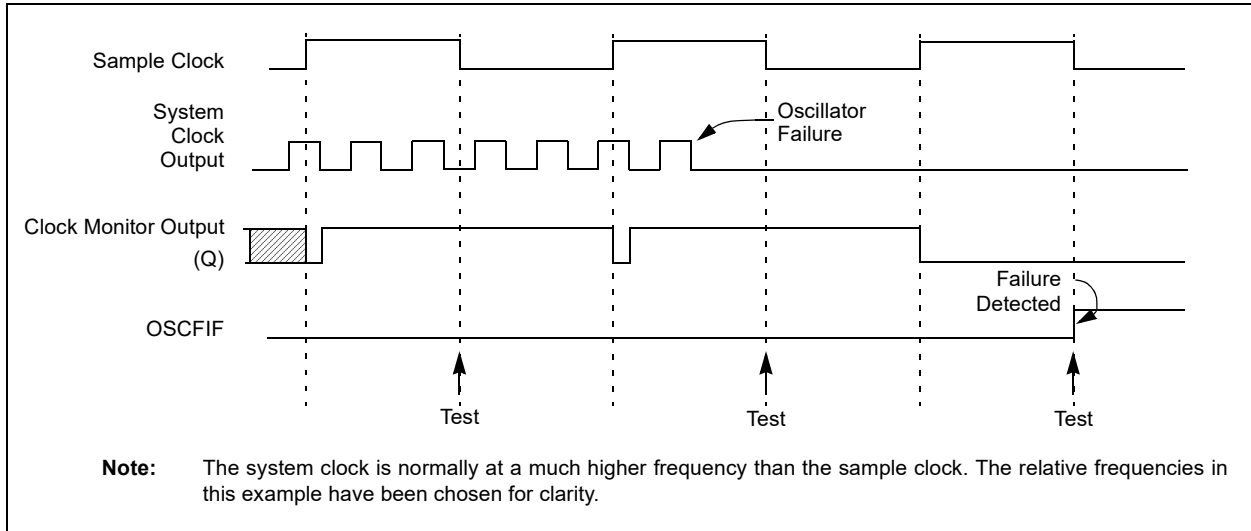 Sample Clock
System
Clock
Output
Oscillator
Failure
Clock Monitor Output
(Q)
Failure
Detected
OSCFIF
Test
Test
Test
Note: The system clock is normally at a much higher frequency than the sample clock. The relative frequencies in
this example have been chosen for clarity.